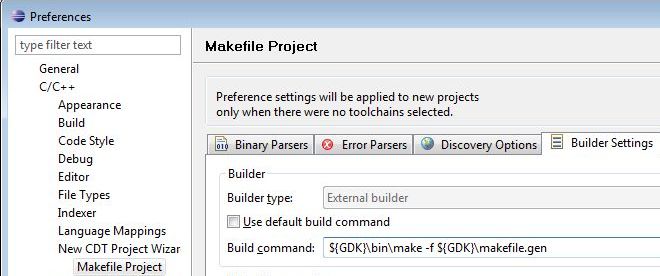 Preferences
type filter text
General
C/C++
Appearance
Build
Code Style
Debug
Editor
File Types
Indexer
Language Mappings
New CDT Project Wizar
Makefile Project
Makefile Project
Preference settings will be applied to new projects
only when there were no toolchains selected.
Binary Parsers Error Parsers Discovery Options Builder Settings
Builder
Builder type: External builder
Use default build command
Build command: ${GDK}\bin\make -f ${GDK}\makefile.gen